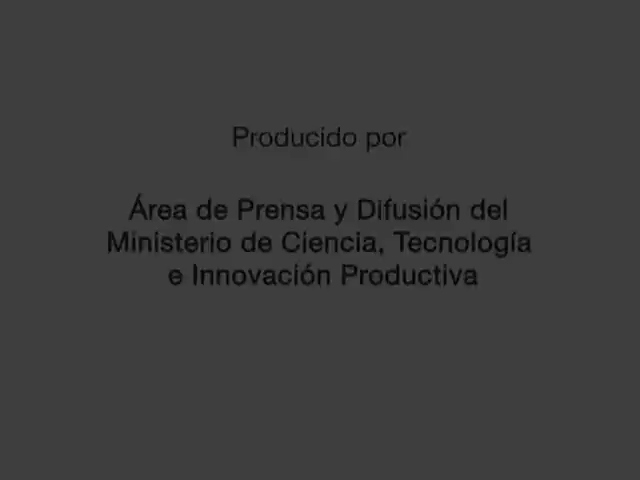 Producido por
Área de Prensa y Difusión del
Ministerio de Ciencia, Tecnología
e Innovación Productiva